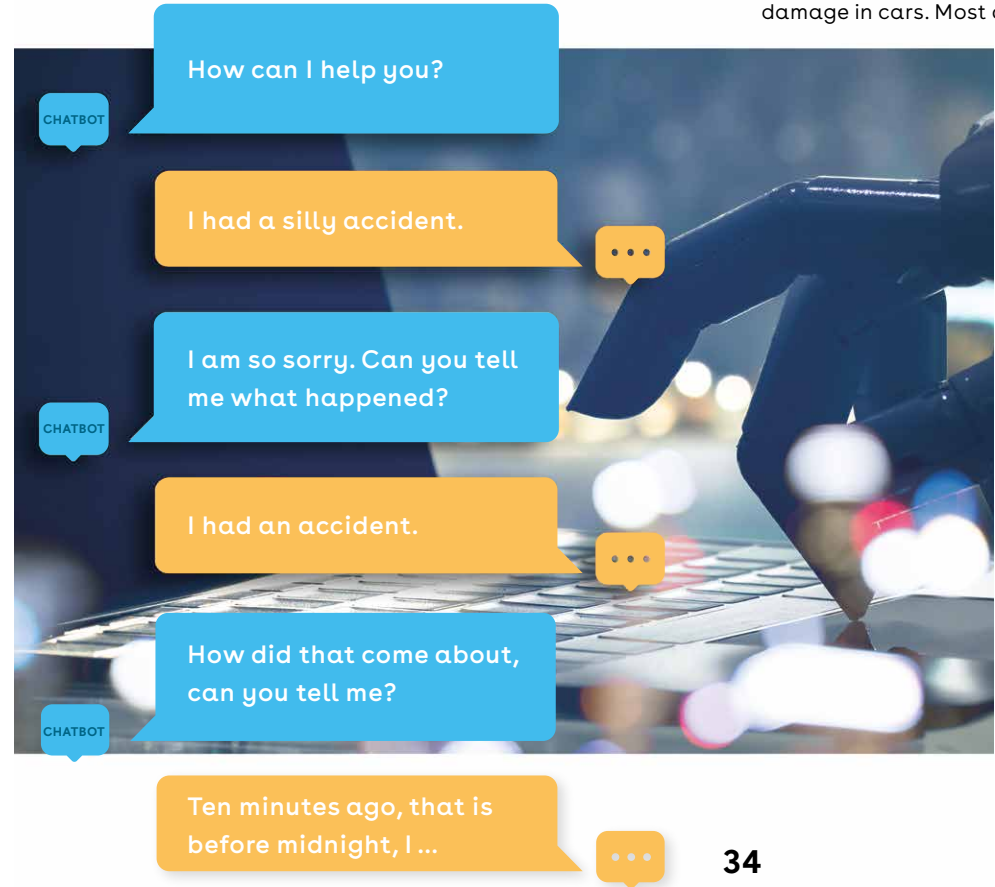 damage in cars. Most
How can I help you?
CHATBOT
I had a silly accident.
I am so sorry. Can you tell
me what happened?
CHATBOT
I had an accident.
How did that come about,
can you tell me?
CHATBOT
Ten minutes ago, that is
before midnight, I ...
34